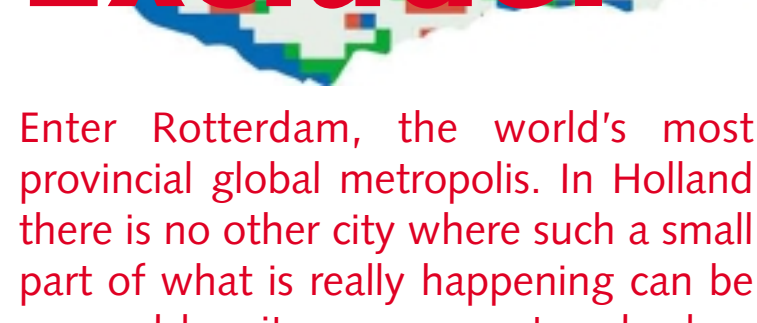 Enter Rotterdam, the world's most
provincial global metropolis. In Holland
there is no other city where such a small
part of what is really happening can be